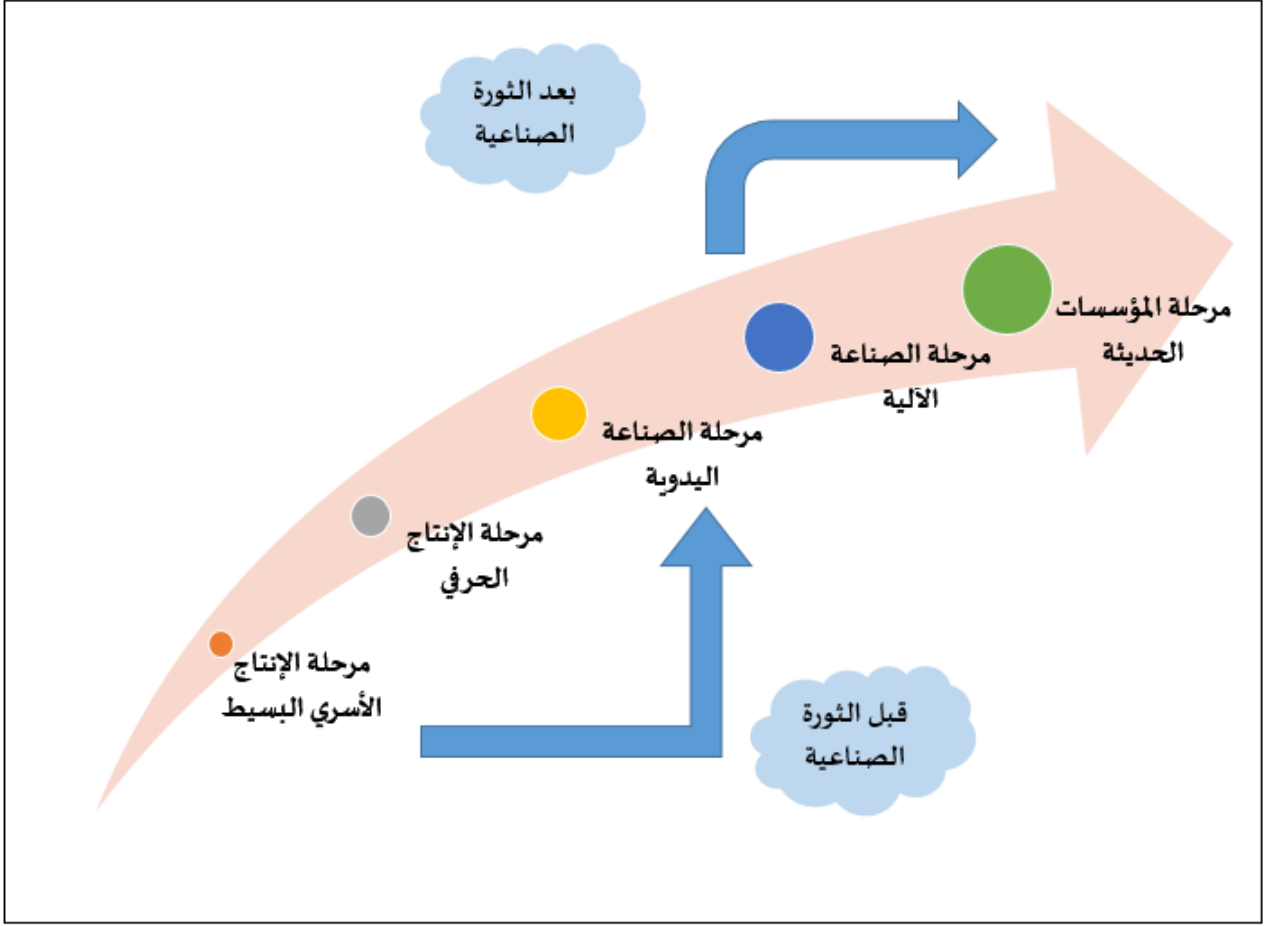 بعد الثورة
الصناعية
مرحلة المؤسسات
الحديثة
مرحلة الصناعة
الآلية
مرحلة الصناعة
اليدوية
مرحلة الإنتاج
الحرفي
مرحلة الإنتاج
الأسري البسيط
قبل الثورة
الصناعية